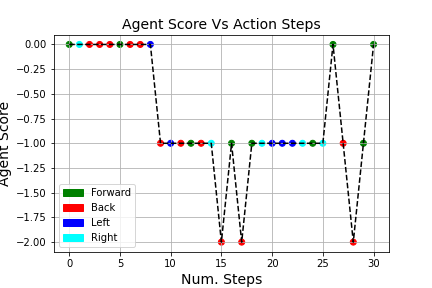 Agent Score Vs Action Steps
0.00
−0.25
−0.50
−0.75
−1.00
−1.25
−1.50
−1.75
−2.00
Agent Score
Forward
Back
Left
Right
0 5 10 15 20 25 30
Num. Steps